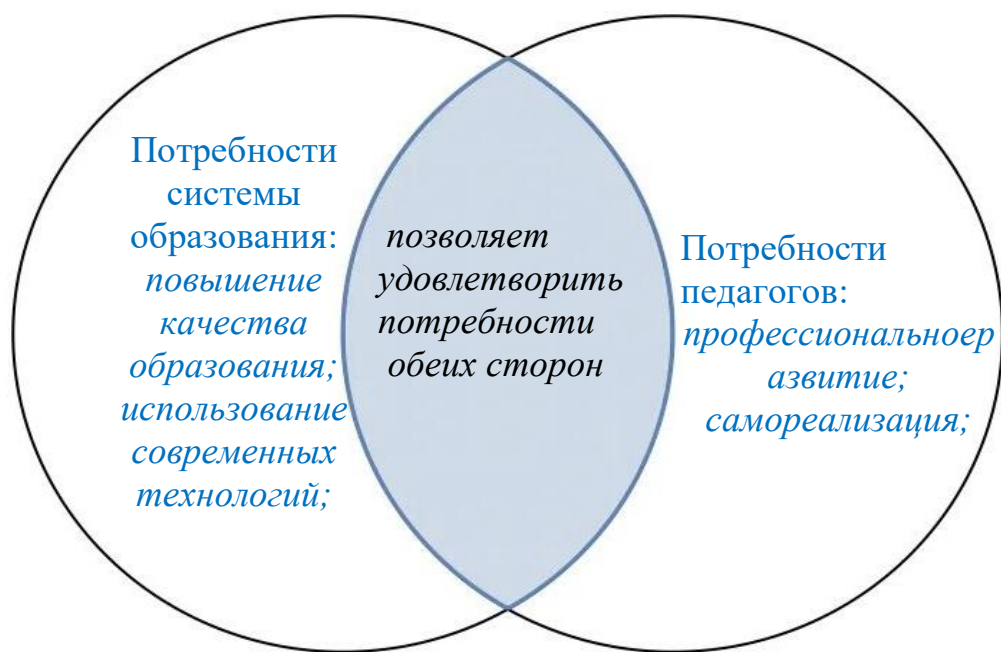 Потребности
системы
образования:
повышение
качества
образования;
использование
современных
технологий;
позволяет
удовлетворить
потребности
обеих сторон
Потребности
педагогов:
профессиональноер
азвитие;
самореализация;